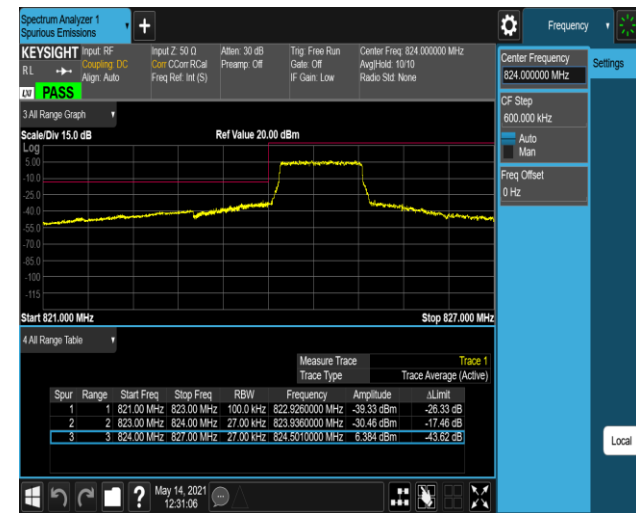 Spectrum Analyzer 1
Spurious Emissions
Frequency
KEYSIGHT
RL
LXI
PASS
Input: RF
Coupling: DC
Align: Auto
Input Z: 50 Ω
Corr CCorr RCal
Freq Ref: Int (S)
Atten: 30 dB
Preamp: Off
Trig: Free Run
Gate: Off
IF Gain: Low
Center Freq: 824.000000 MHz
Avg|Hold: 10/10
Radio Std: None
Center Frequency
824.000000 MHz
Settings
CF Step
600.000 kHz
Auto
Man
Freq Offset
0 Hz
Local
3 All Range Graph
Scale/Div 15.0 dB
Ref Value 20.00 dBm
Log
5.00
-10.0
-25.0
-40.0
-55.0
-70.0
-85.0
-100
-115
Start 821.000 MHz
Stop 827.000 MHz
4 All Range Table
Measure Trace Trace 1
Trace Type Trace Average (Active)
Spur Range Start Freq Stop Freq RBW Frequency Amplitude ΔLimit
1 1 821.00 MHz 823.00 MHz 100.0 kHz 822.9260000 MHz -39.33 dBm -26.33 dB
2 2 823.00 MHz 824.00 MHz 27.00 kHz 823.9360000 MHz -30.46 dBm -17.46 dB
3 3 824.00 MHz 827.00 MHz 27.00 kHz 824.5010000 MHz 6.384 dBm -43.62 dB
May 14, 2021
12:31:06